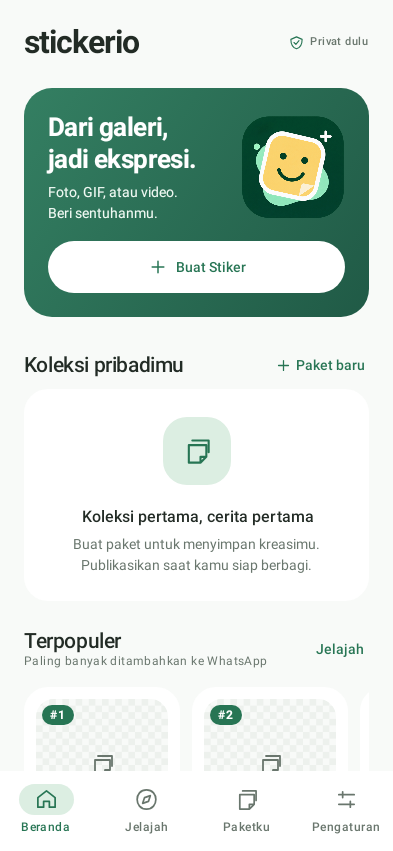 stickerio
Privat dulu
Dari galeri,
jadi ekspresi.
Foto, GIF, atau video.
Beri sentuhanmu.
Buat Stiker
Koleksi pribadimu
Paket baru
Koleksi pertama, cerita pertama
Buat paket untuk menyimpan kreasimu.
Publikasikan saat kamu siap berbagi.
Terpopuler
Paling banyak ditambahkan ke WhatsApp
Jelajah
#1
#2
Beranda
Jelajah
Paketku
Pengaturan